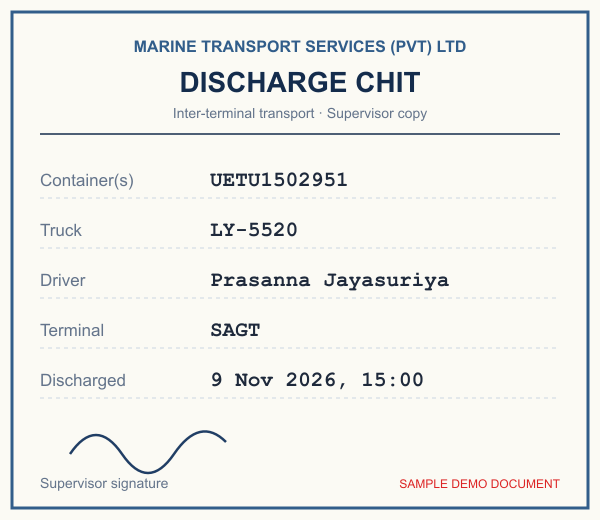 MARINE TRANSPORT SERVICES (PVT) LTD
DISCHARGE CHIT
Inter-terminal transport · Supervisor copy
Container(s) UETU1502951
Truck LY-5520
Driver Prasanna Jayasuriya
Terminal SAGT
Discharged 9 Nov 2026, 15:00
Supervisor signature SAMPLE DEMO DOCUMENT